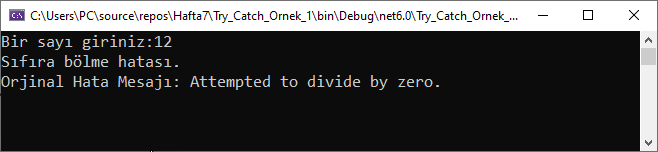 C:\Users\PC\source\repos\Hafta7\Try_Catch_Ornek_1\bin\Debug\net6.0\Try_Catch_Ornek_...
Bir sayı giriniz:12
Sıfıra bölme hatası.
Orjinal Hata Mesajı: Attempted to divide by zero.